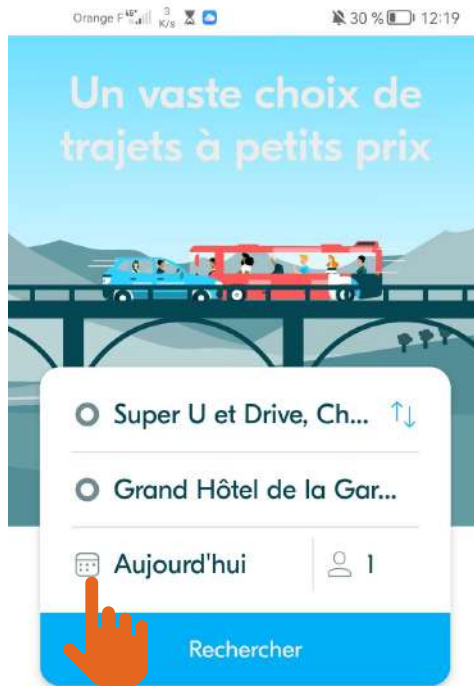 Orange F 3 K/s 30 % 12:19
Un vaste choix de
trajets à petits prix
Super U et Drive, Ch...
Grand Hôtel de la Gar...
Aujourd'hui 1
Rechercher